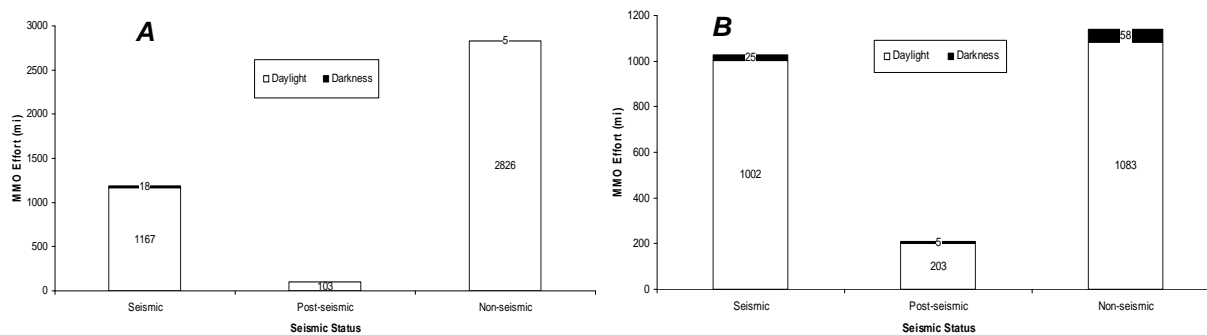 A
3000
2500
2000
1500
1000
500
0
MMO Effort (mi)
Daylight Darkness
18
1167
103
5
2826
Seismic Post-seismic Non-seismic
Seismic Status
B
1200
1000
800
600
400
200
0
MMO Effort (mi)
Daylight Darkness
25
1002
5
203
58
1083
Seismic Post-seismic Non-seismic
Seismic Status